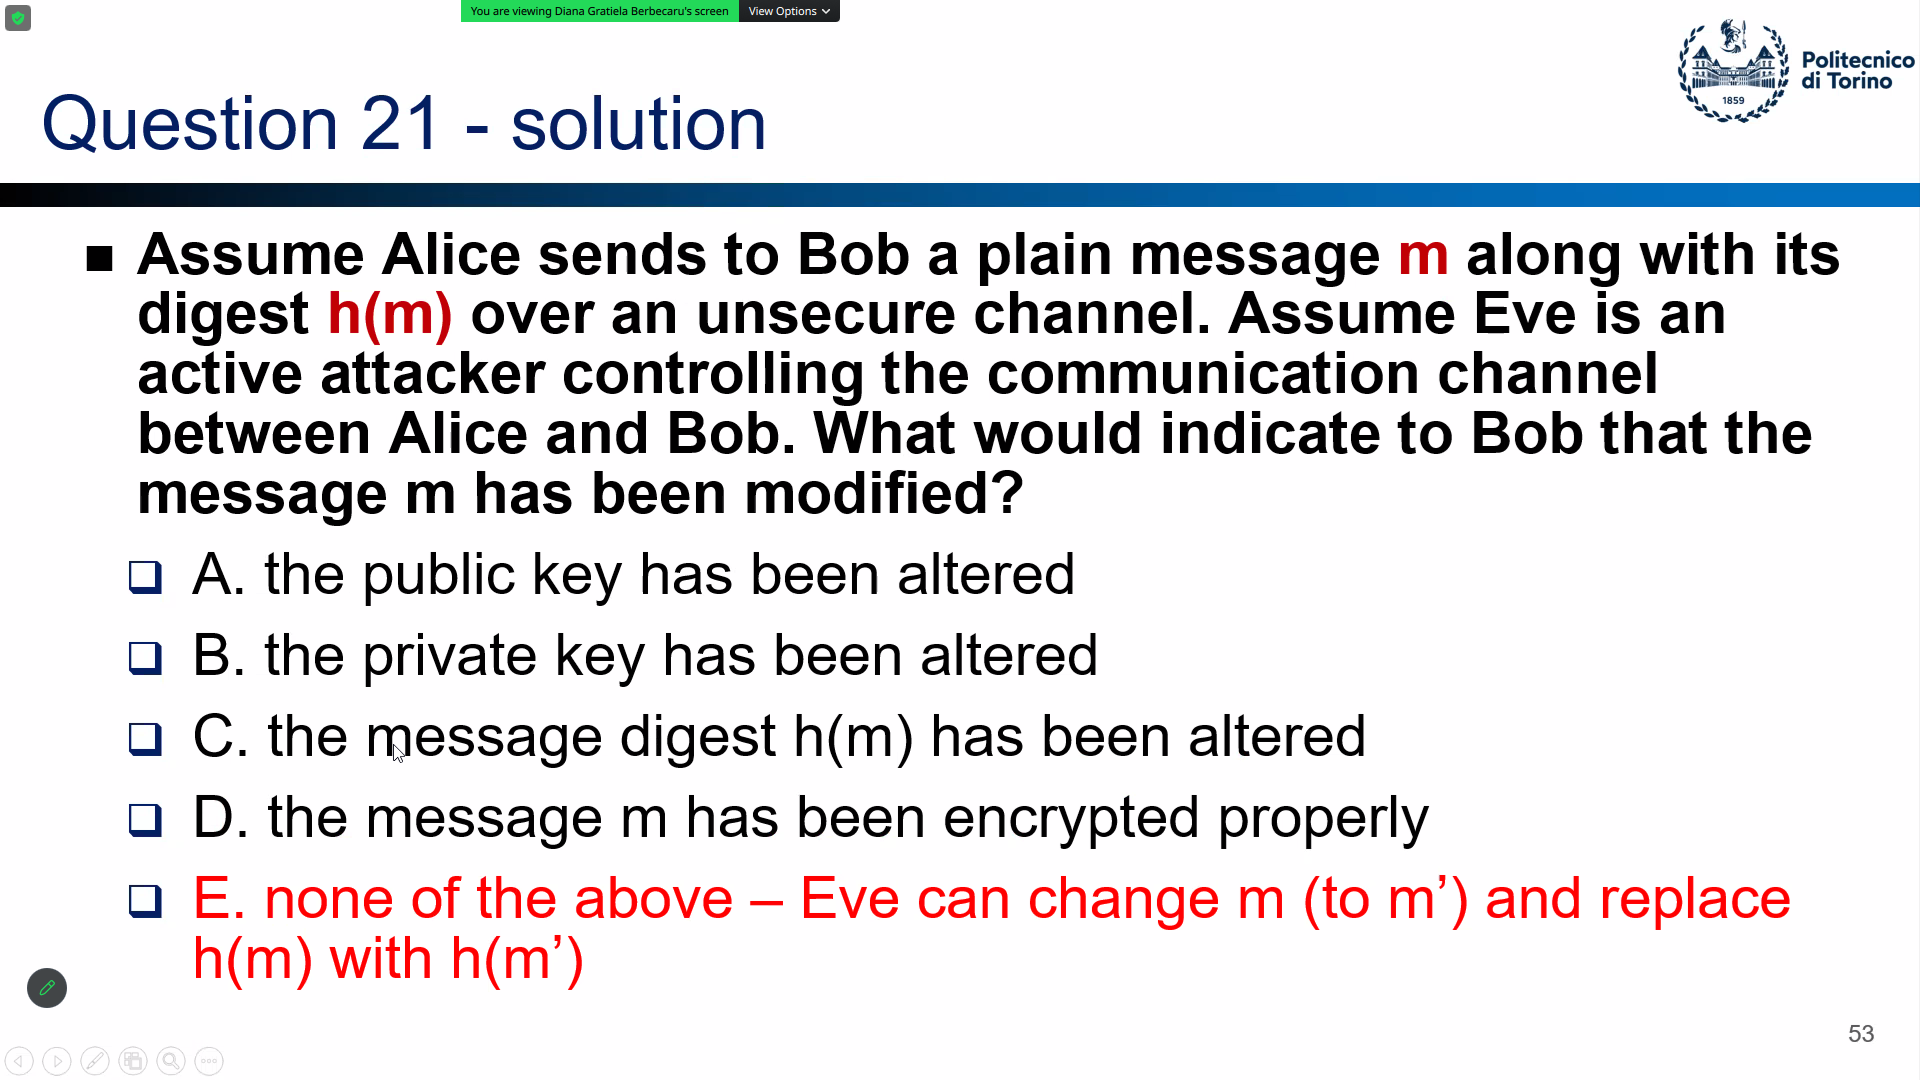 You are viewing Diana Gratiela Berbecaru's screen
View Options
Politecnico
di Torino
1859
Question 21 - solution
Assume Alice sends to Bob a plain message m along with its
digest h(m) over an unsecure channel. Assume Eve is an
active attacker controlling the communication channel
between Alice and Bob. What would indicate to Bob that the
message m has been modified?
A. the public key has been altered
B. the private key has been altered
C. the message digest h(m) has been altered
D. the message m has been encrypted properly
E. none of the above – Eve can change m (to m’) and replace
h(m) with h(m’)
53